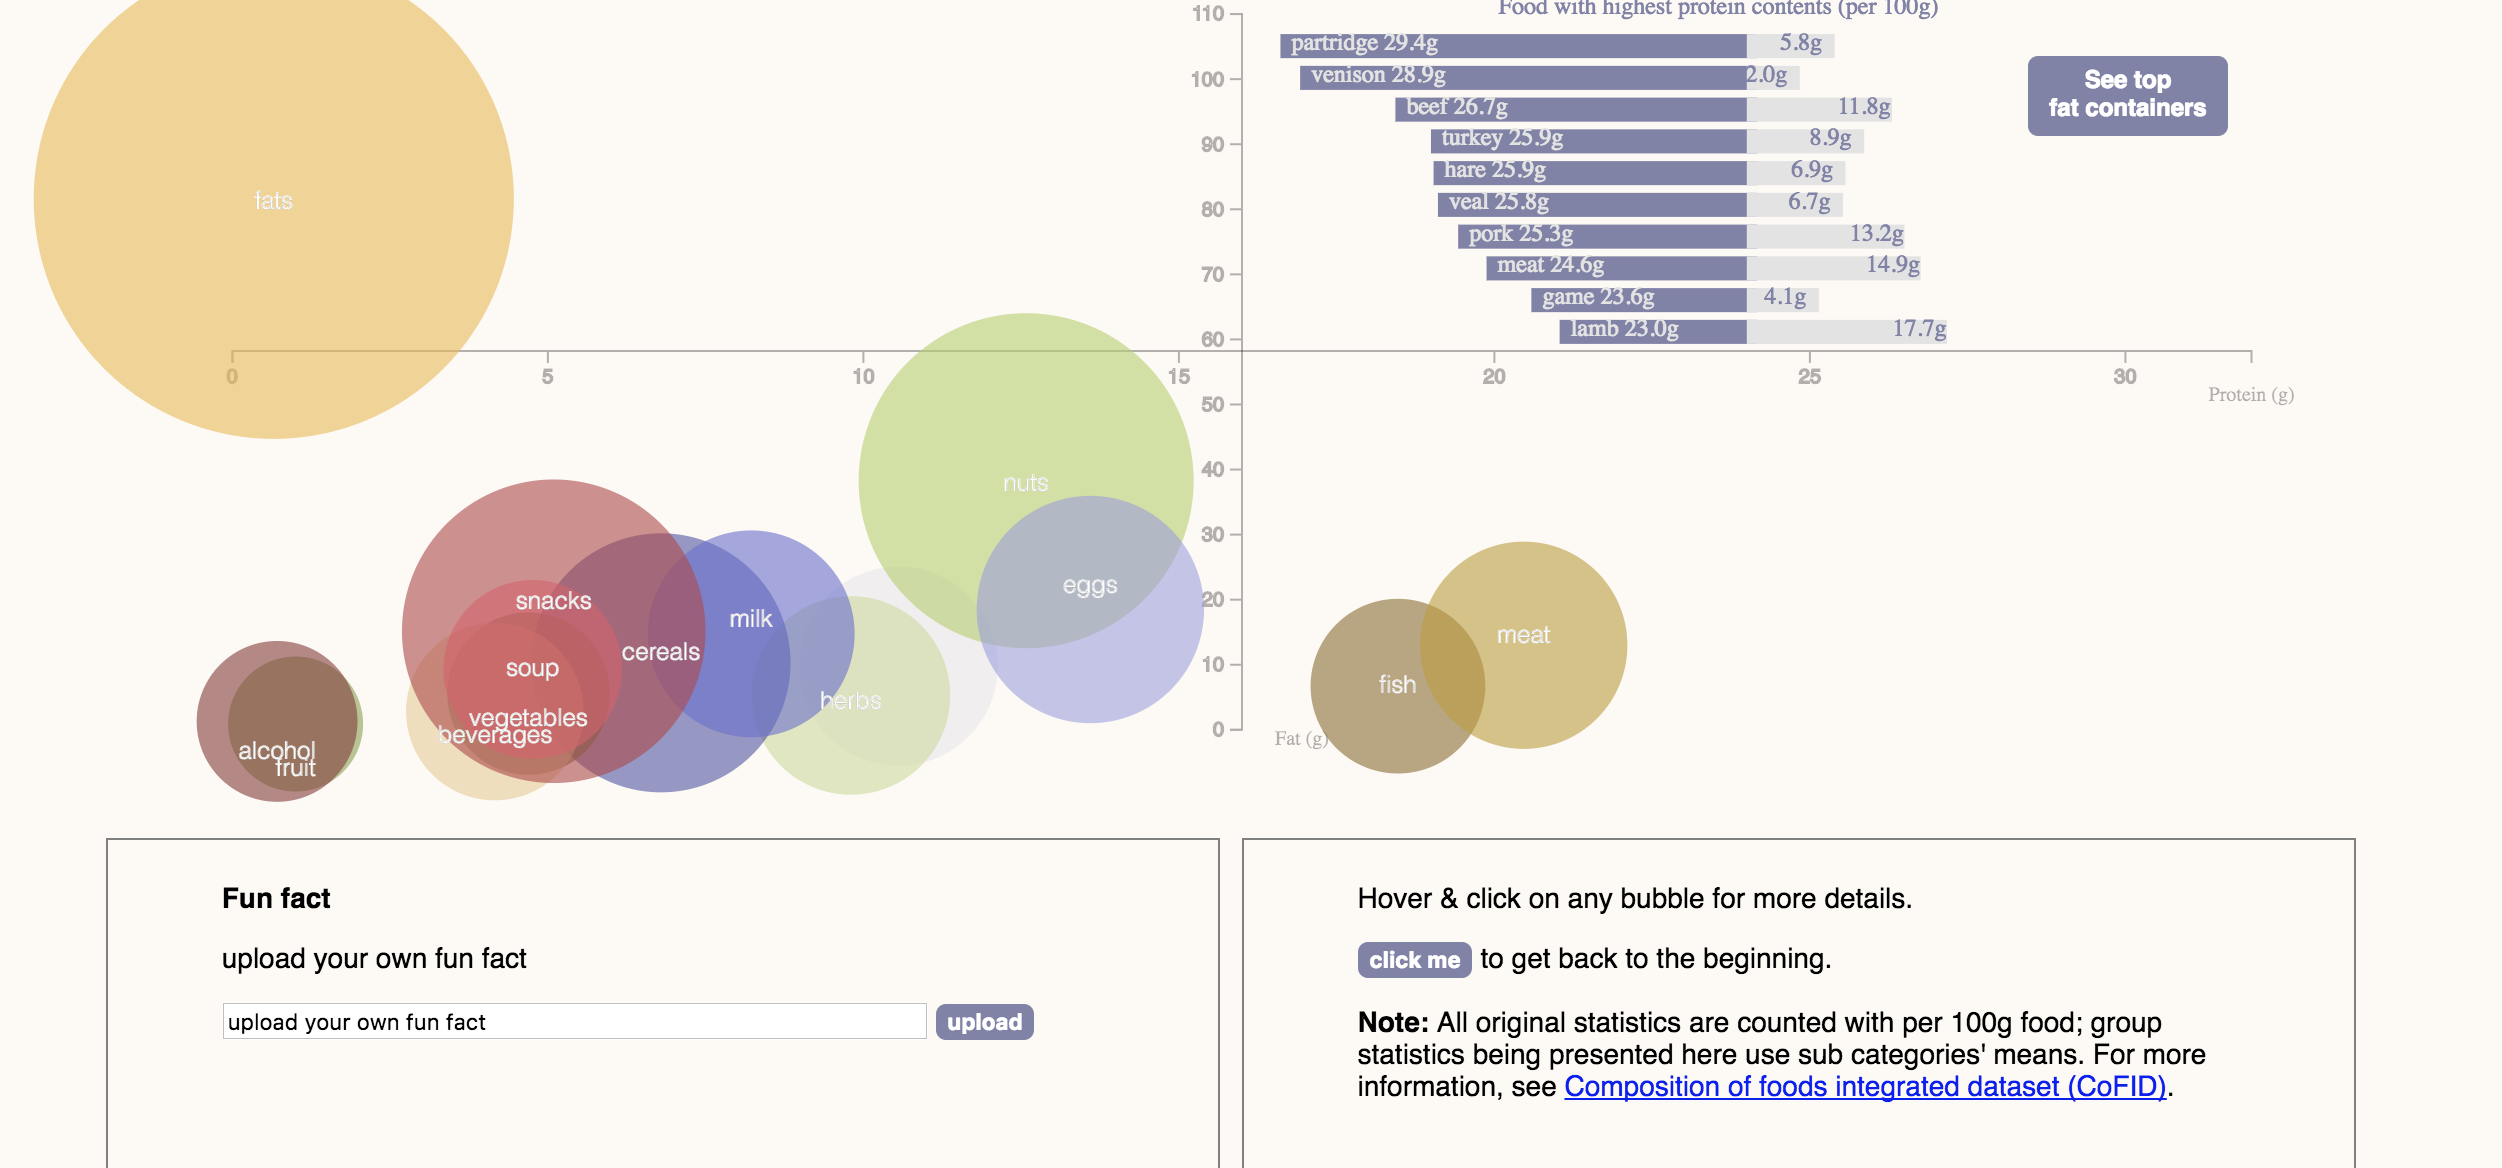 110
Food with highest protein contents (per 100g)
partridge 29.4g 5.8g
100
venison 28.9g 2.0g
See top
fat containers
beef 26.7g 11.8g
90
turkey 25.9g 8.9g
hare 25.9g 6.9g
80
veal 25.8g 6.7g
fats
pork 25.3g 13.2g
70
meat 24.6g 14.9g
game 23.6g 4.1g
60
lamb 23.0g 17.7g
0 5 10 15 20 25 30
Protein (g)
50
40
nuts
30
eggs
20
snacks
milk
meat
cereals
10
soup
fish
herbs
vegetables
0
beverages
Fat (g)
alcohol
fruit
Fun fact
upload your own fun fact
upload your own fun fact upload
Hover & click on any bubble for more details.
click me to get back to the beginning.
Note: All original statistics are counted with per 100g food; group
statistics being presented here use sub categories' means. For more
information, see Composition of foods integrated dataset (CoFID).